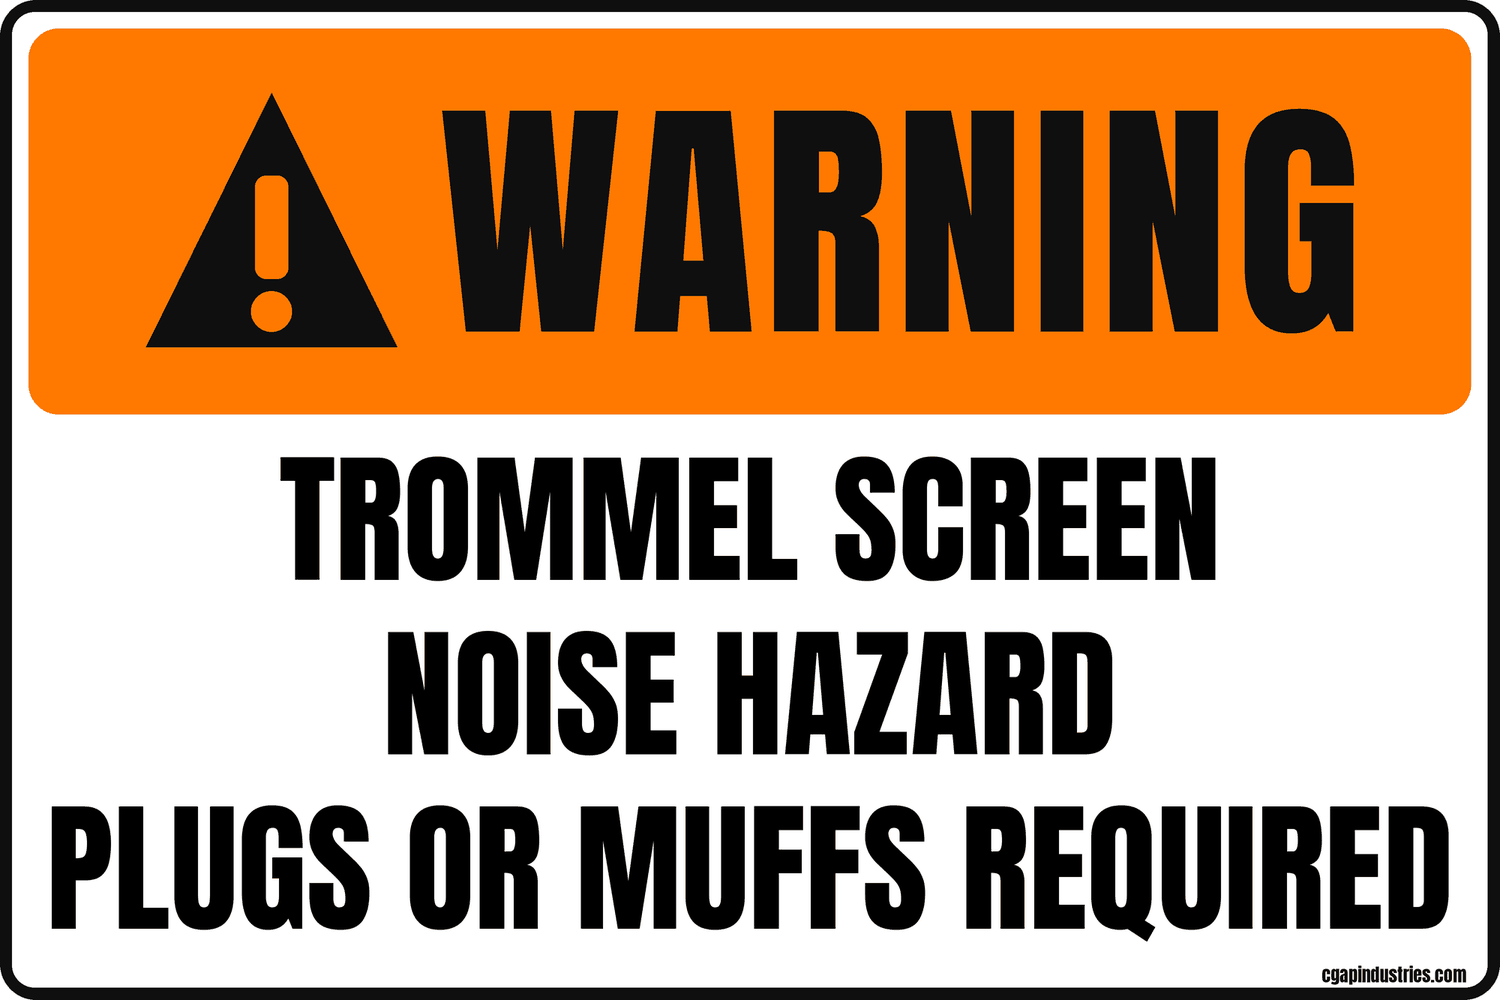 WARNING
TROMMEL SCREEN
NOISE HAZARD
PLUGS OR MUFFS REQUIRED
cgapindustries.com